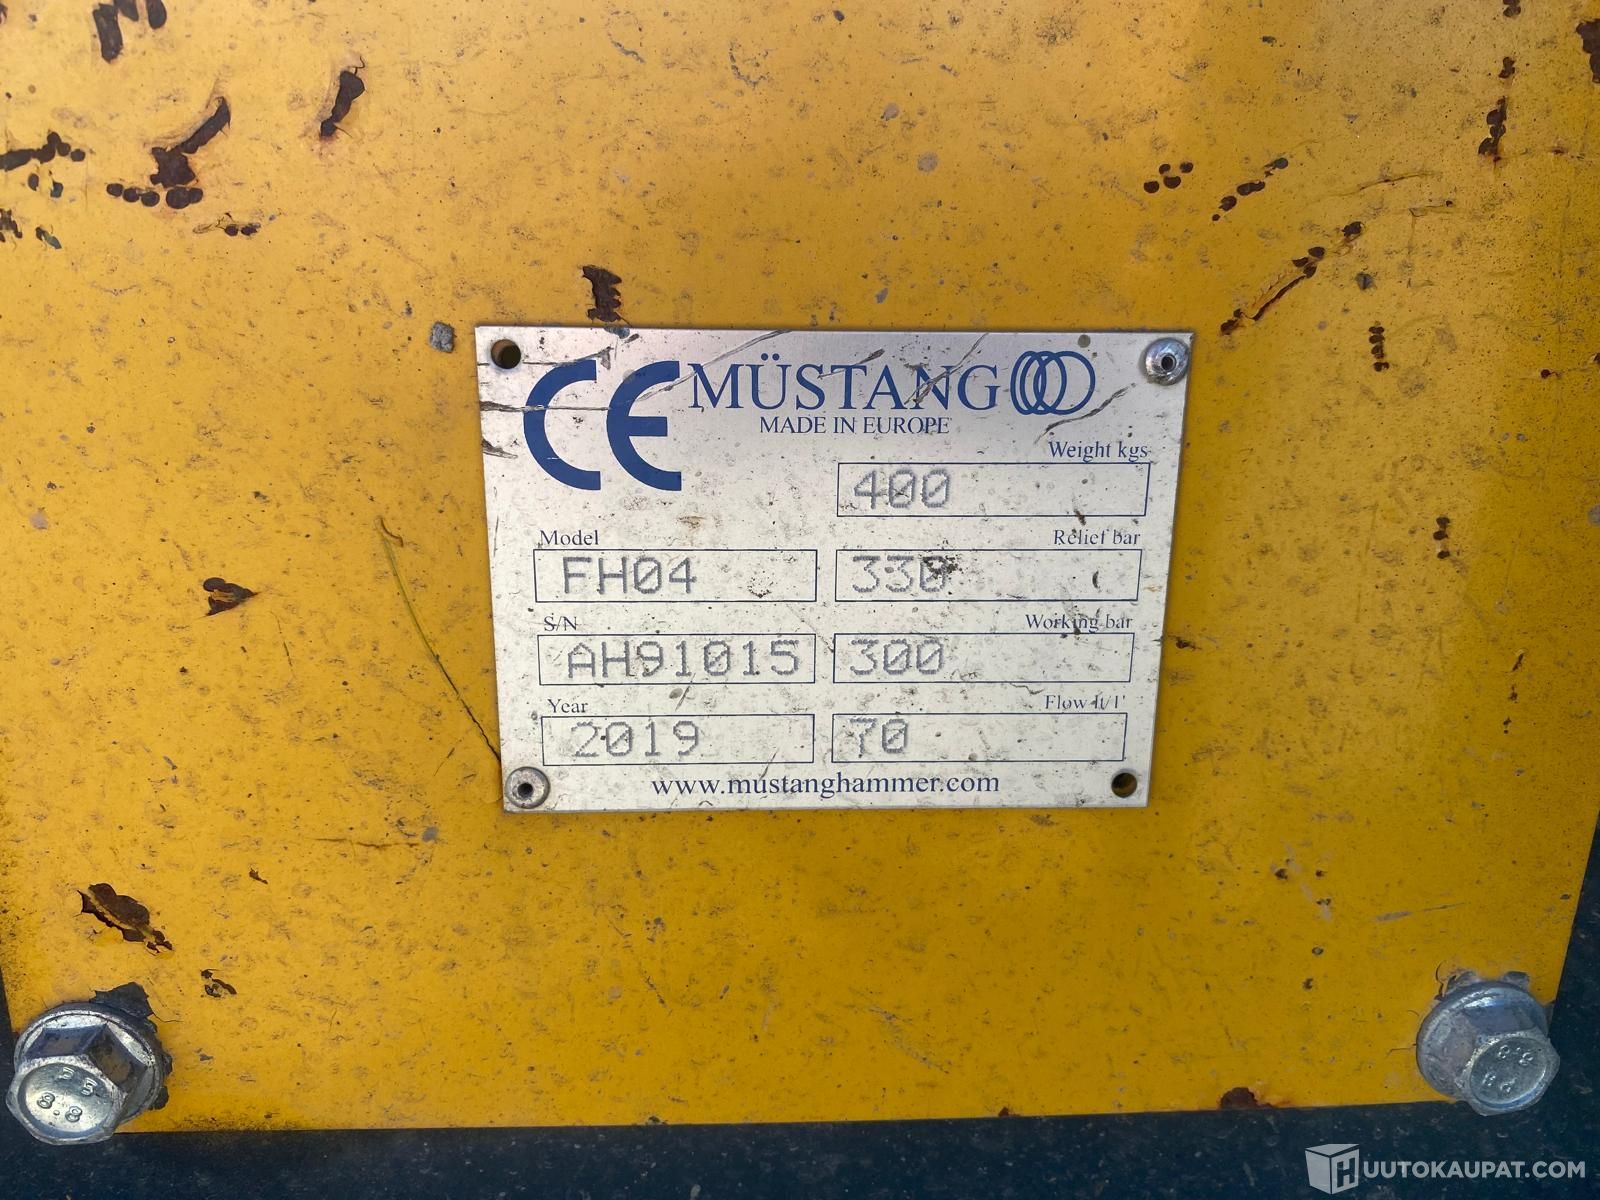 CE MÜSTANG
MADE IN EUROPE
Weight kgs
400
Model Relief bar
FH04 330
S/N Working bar
AH91015 300
Year Flow lt/1'
2019 70
www.mustanghammer.com
8.8
8.8
HUUTOKAUPAT.COM